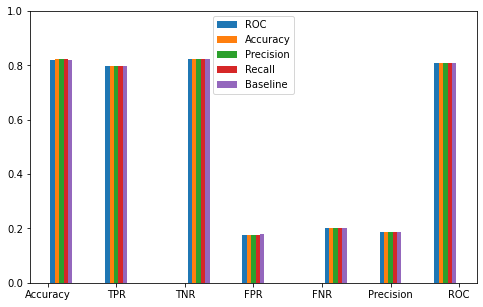 1.0
0.8
0.6
0.4
0.2
0.0
ROC
Accuracy
Precision
Recall
Baseline
Accuracy TPR TNR FPR FNR Precision ROC